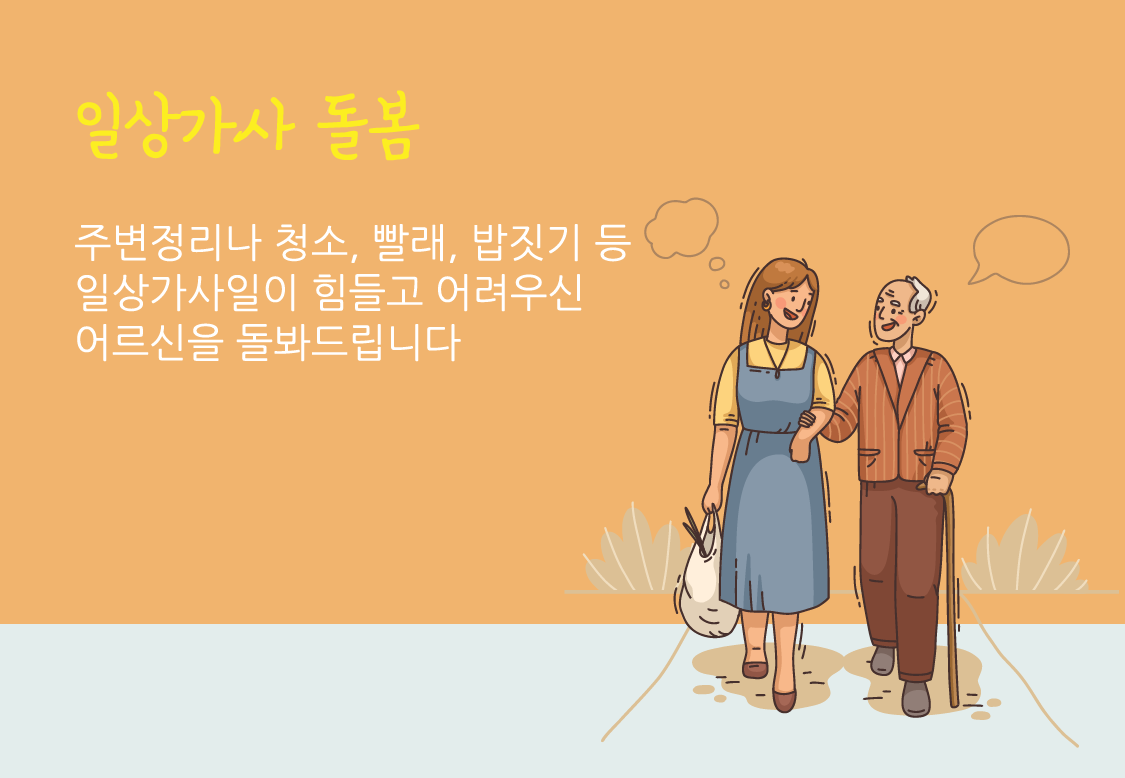 일상가사 돌봄
주변정리나 청소, 빨래, 밥짓기 등
일상가사일이 힘들고 어려우신
어르신을 돌봐드립니다